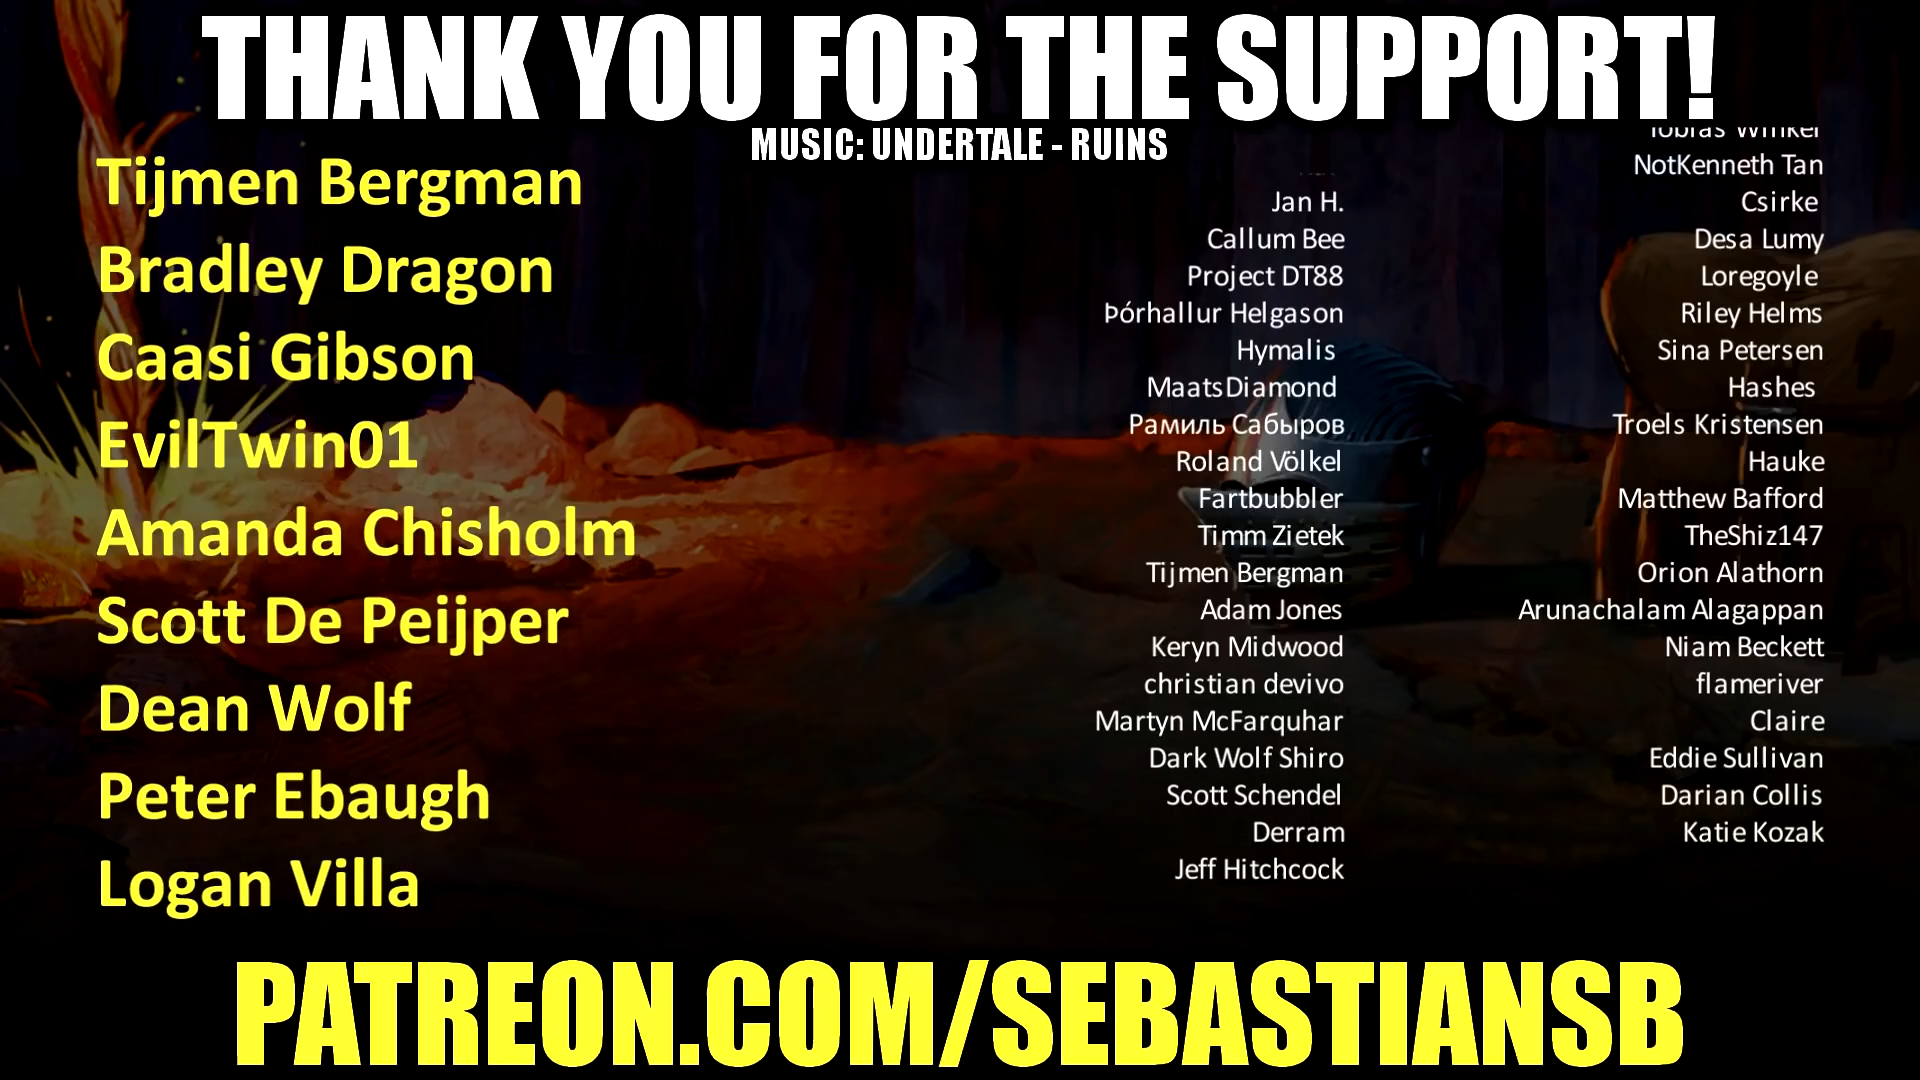 THANK YOU FOR THE SUPPORT!
MUSIC: UNDERTALE - RUINS
Tijmen Bergman
Bradley Dragon
Caasi Gibson
EvilTwin01
Amanda Chisholm
Scott De Peijper
Dean Wolf
Peter Ebaugh
Logan Villa
Jan H.
Callum Bee
Project DT88
Þórhallur Helgason
Hymalis
MaatsDiamond
Рамиль Сабыров
Roland Völkel
Fartbubbler
Timm Zietek
Tijmen Bergman
Adam Jones
Keryn Midwood
christian devivo
Martyn McFarquhar
Dark Wolf Shiro
Scott Schendel
Derram
Jeff Hitchcock
Tobias Winkel
NotKenneth Tan
Csirke
Desa Lumy
Loregoyle
Riley Helms
Sina Petersen
Hashes
Troels Kristensen
Hauke
Matthew Bafford
TheShiz147
Orion Alathorn
Arunachalam Alagappan
Niam Beckett
flameriver
Claire
Eddie Sullivan
Darian Collis
Katie Kozak
PATREON.COM/SEBASTIANSB